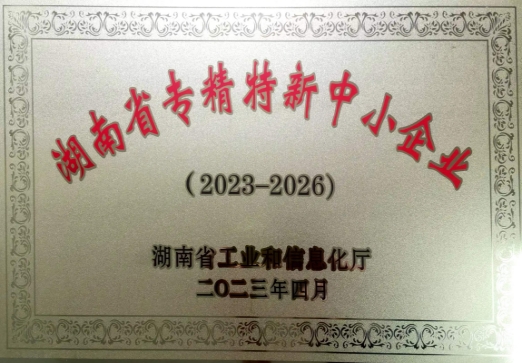 湖南省专精特新中小企业
（2023-2026)
湖南省工业和信息化厅
二〇二三年四月